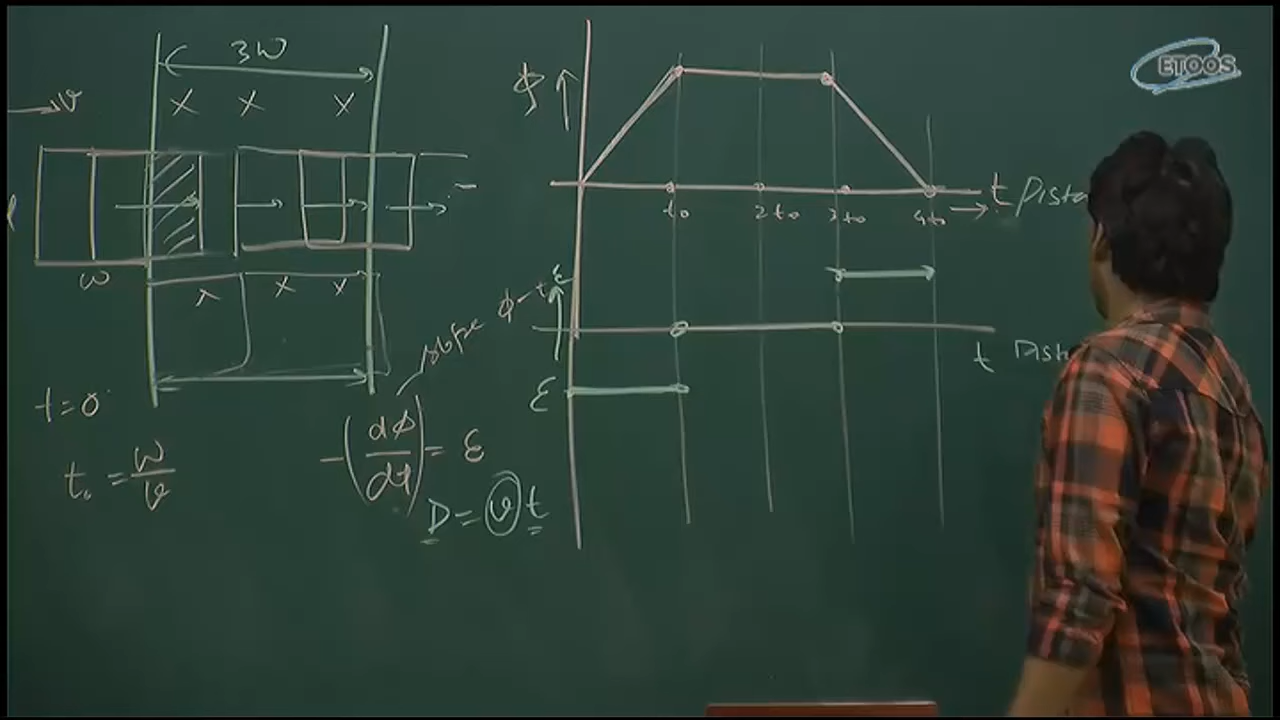 3W
→ v
x x x
l
W
x x x
t=0
t₀ = W/v
-(dφ/dt) = ε
slope φ-t
D = v t
φ ↑
t₀ 2t₀ 3t₀ 4t₀ → t
ε
ε
t
ETOOS